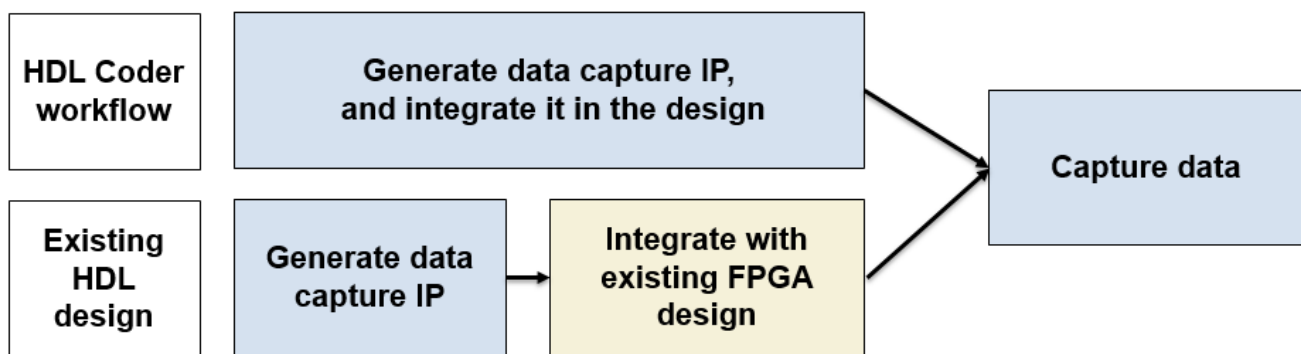 HDL Coder
workflow
Generate data capture IP,
and integrate it in the design
Capture data
Existing
HDL
design
Generate data
capture IP
Integrate with
existing FPGA
design